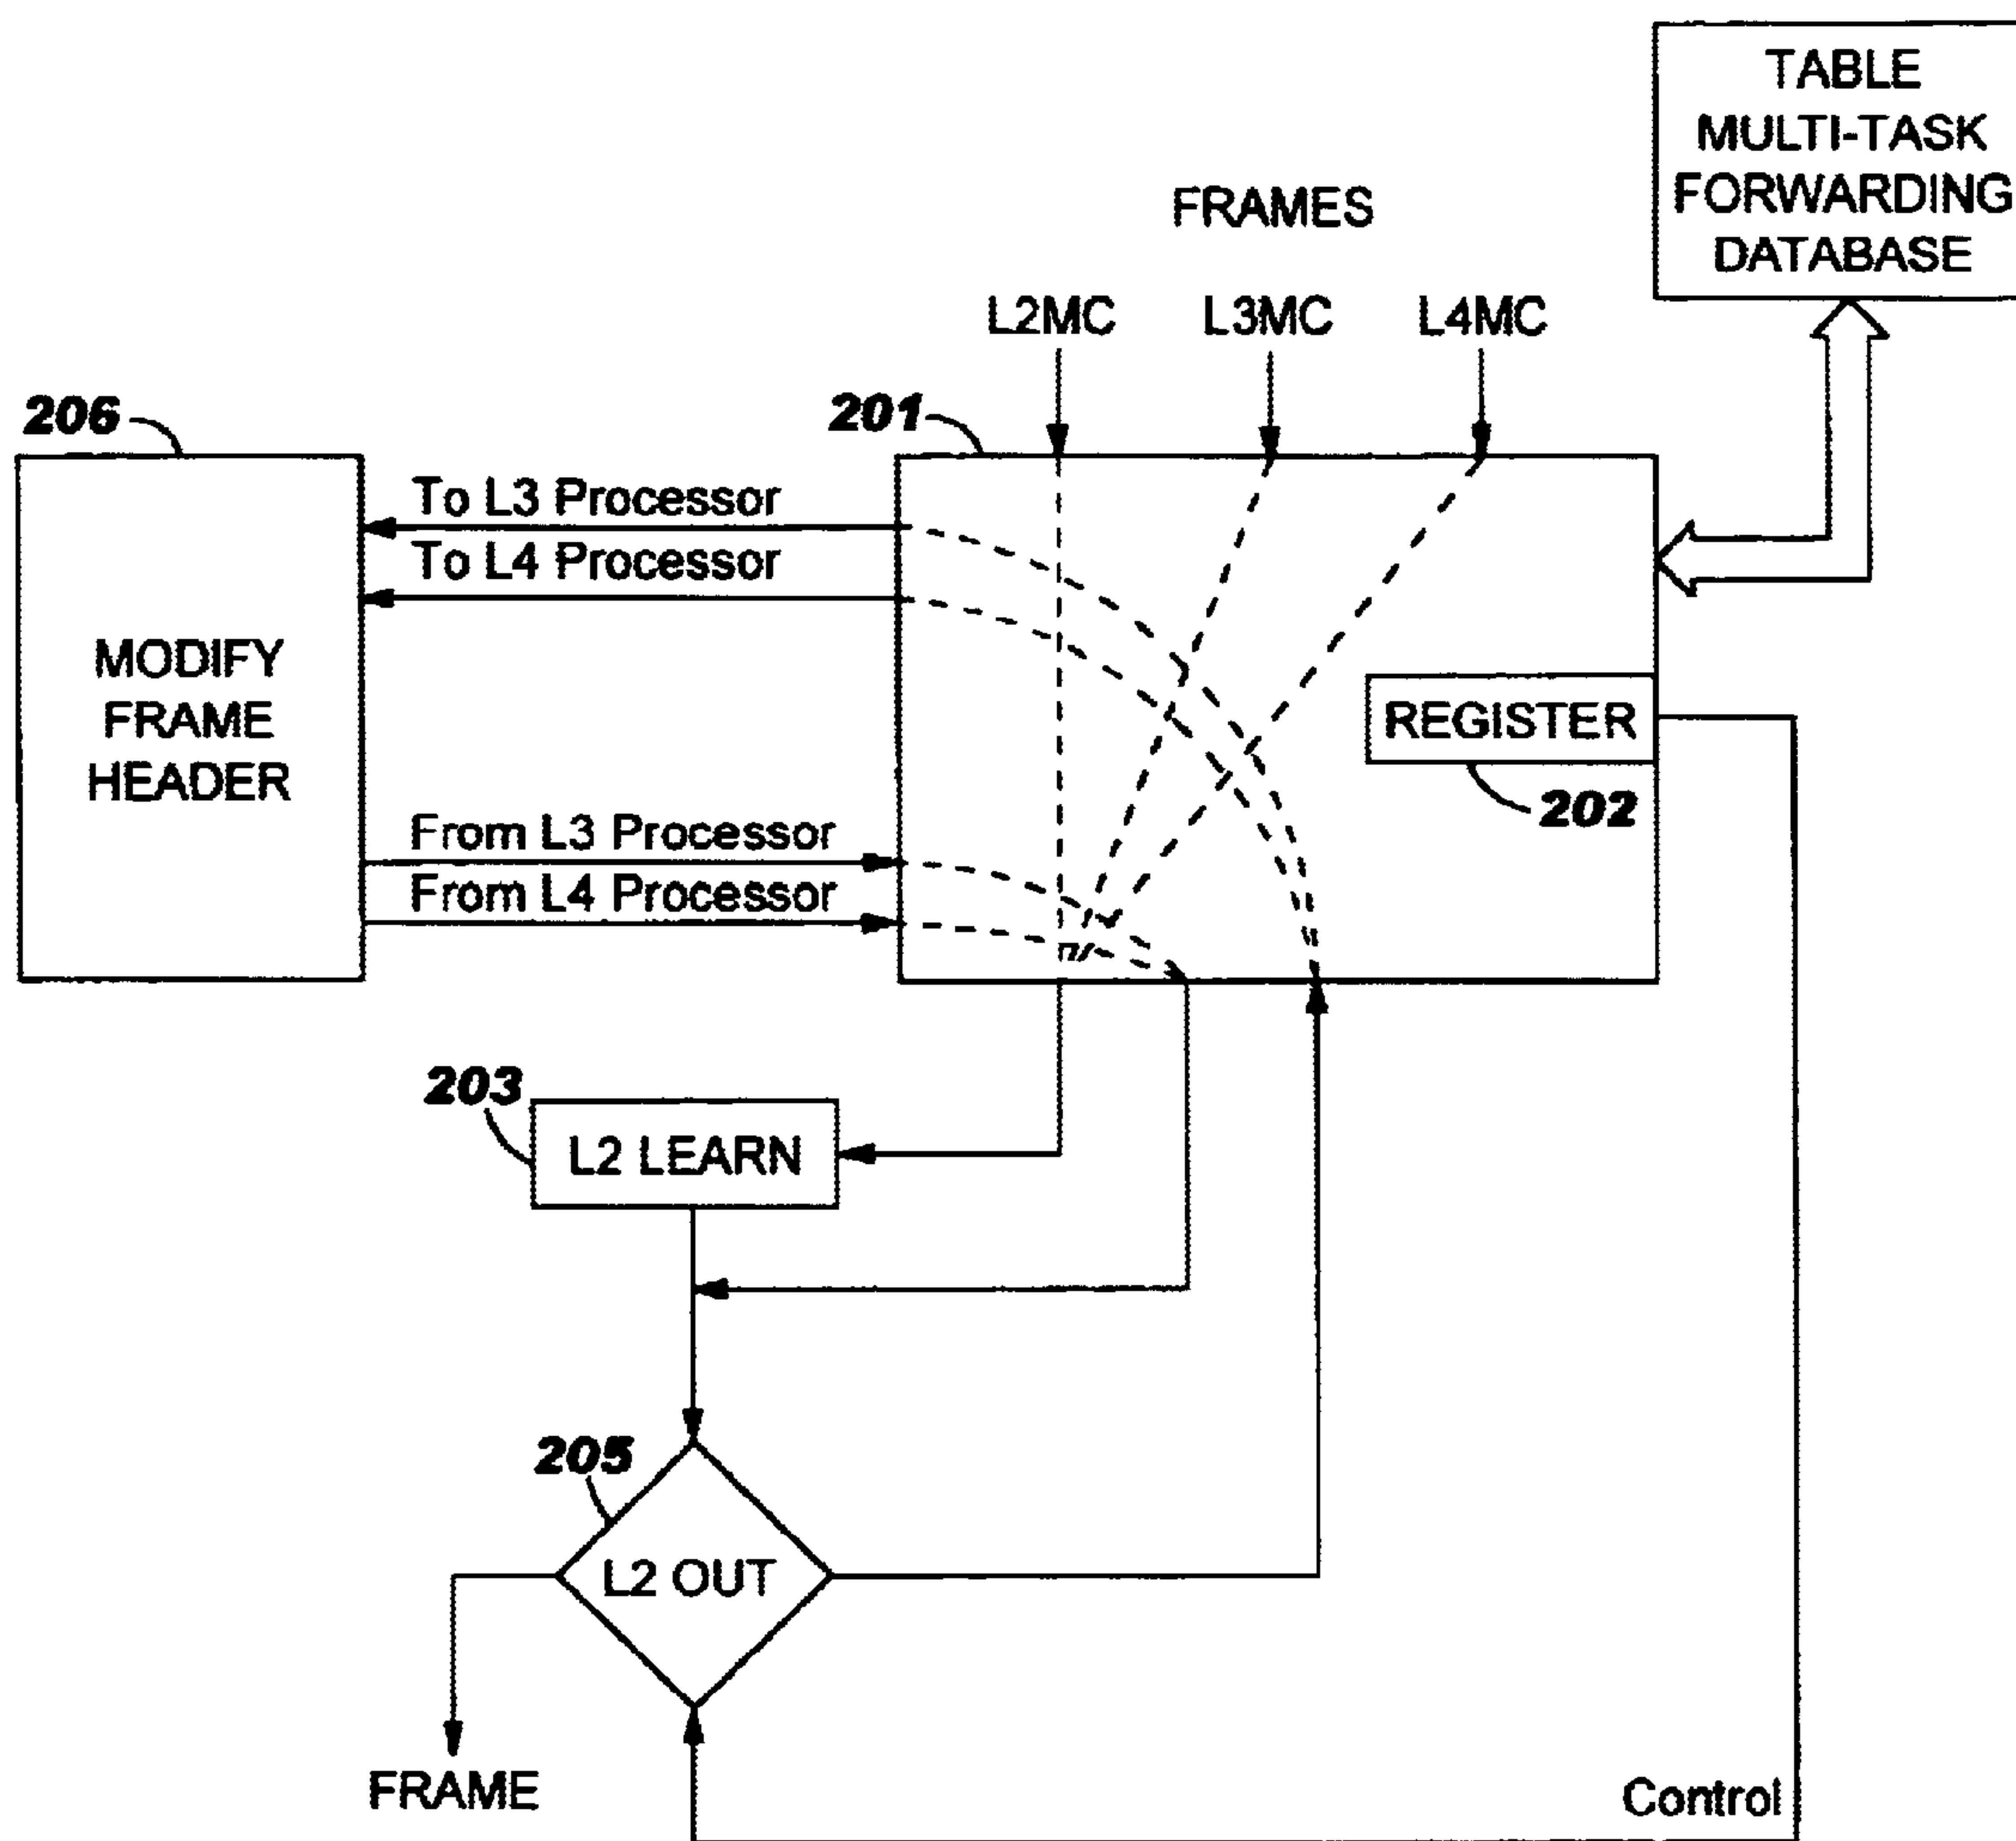 TABLE
MULTI-TASK
FORWARDING
DATABASE
FRAMES
L2MC
L3MC
L4MC
206
201
To L3 Processor
To L4 Processor
MODIFY
FRAME
HEADER
REGISTER
202
From L3 Processor
From L4 Processor
203
L2 LEARN
205
L2 OUT
FRAME
Control